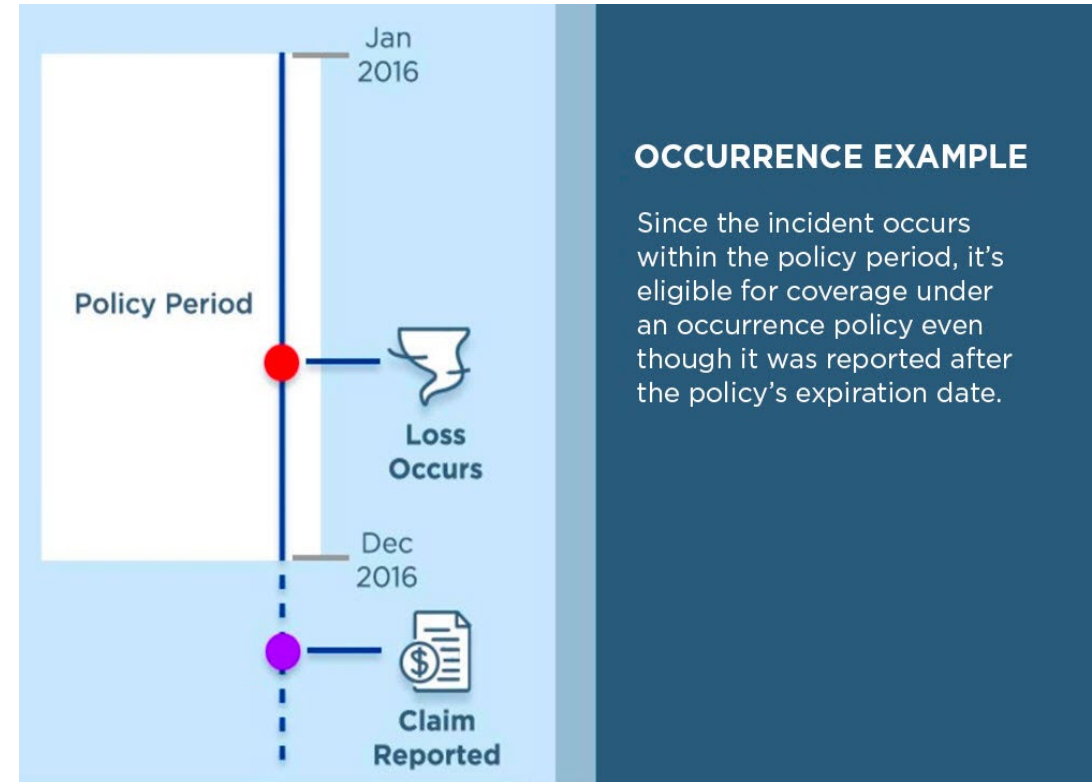 Jan
2016
Policy Period
Loss
Occurs
Dec
2016
$
Claim
Reported
OCCURRENCE EXAMPLE
Since the incident occurs
within the policy period, it’s
eligible for coverage under
an occurrence policy even
though it was reported after
the policy’s expiration date.